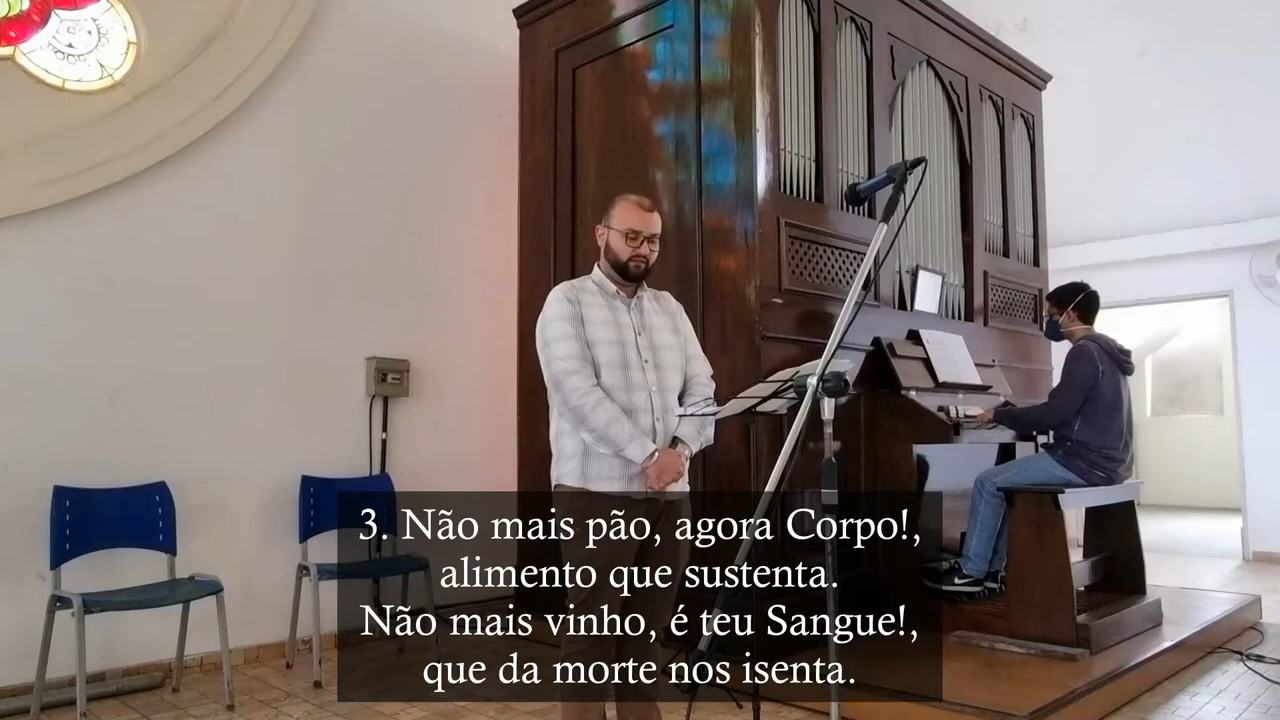 3. Não mais pão, agora Corpo!,
alimento que sustenta.
Não mais vinho, é teu Sangue!,
que da morte nos isenta.